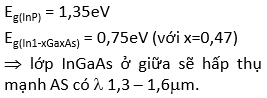 Eg(InP) = 1,35eV
Eg(In1-xGaxAs) = 0,75eV (với x=0,47)
⇒ lớp InGaAs ở giữa sẽ hấp thụ
mạnh AS có λ 1,3 – 1,6μm.